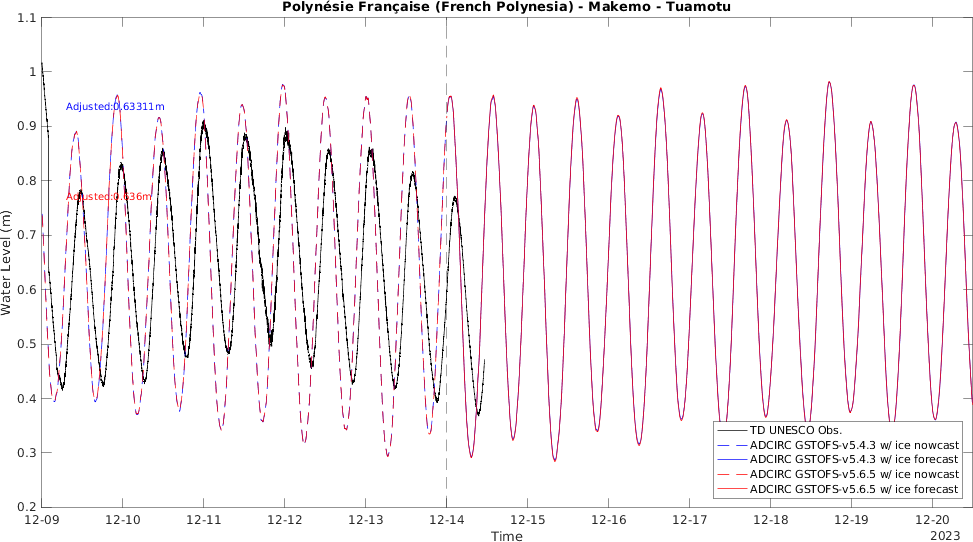 Polynésie Française (French Polynesia) - Makemo - Tuamotu
1.1
1
0.9
0.8
0.7
0.6
0.5
0.4
0.3
0.2
Water Level (m)
Adjusted:0.63311m
Adjusted:0.636m
TD UNESCO Obs.
ADCIRC GSTOFS-v5.4.3 w/ ice nowcast
ADCIRC GSTOFS-v5.4.3 w/ ice forecast
ADCIRC GSTOFS-v5.6.5 w/ ice nowcast
ADCIRC GSTOFS-v5.6.5 w/ ice forecast
12-09 12-10 12-11 12-12 12-13 12-14 12-15 12-16 12-17 12-18 12-19 12-20
Time 2023